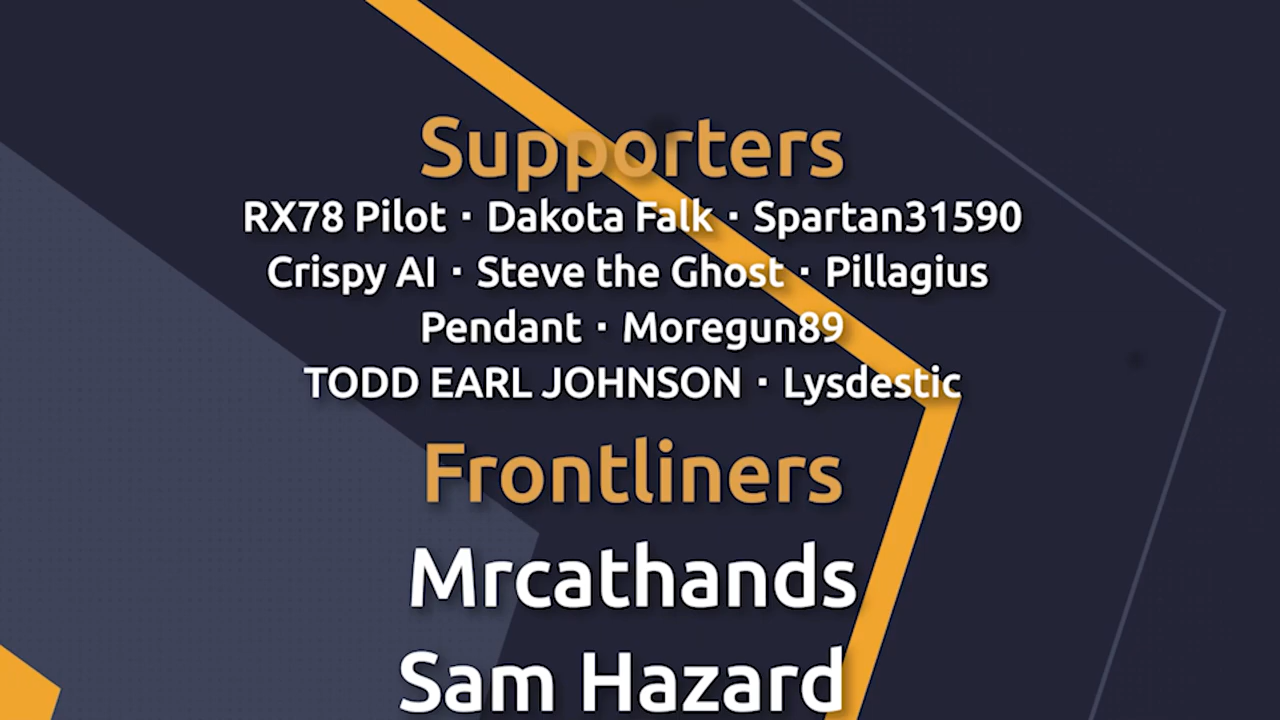 Supporters
RX78 Pilot · Dakota Falk · Spartan31590
Crispy AI · Steve the Ghost · Pillagius
Pendant · Moregun89
TODD EARL JOHNSON · Lysdestic
Frontliners
Mrcathands
Sam Hazard